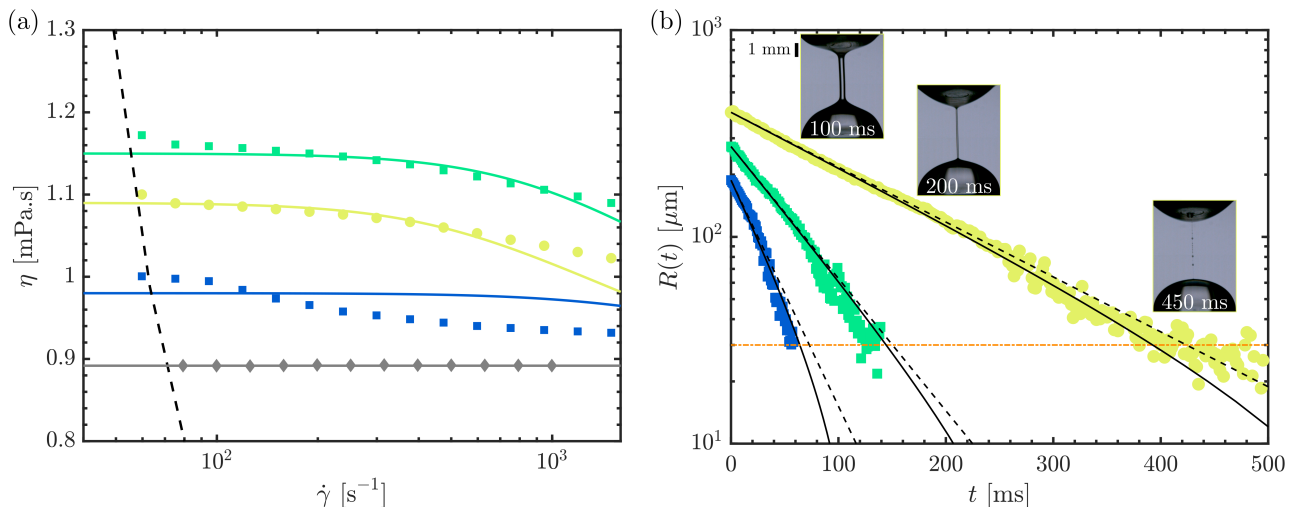 (a)
1.3
1.2
1.1
1
0.9
0.8
η [mPa.s]
10²
10³
γ̇ [s⁻¹]
(b)
10³
10²
10¹
R(t) [μm]
1 mm
100 ms
200 ms
450 ms
0
100
200
300
400
500
t [ms]